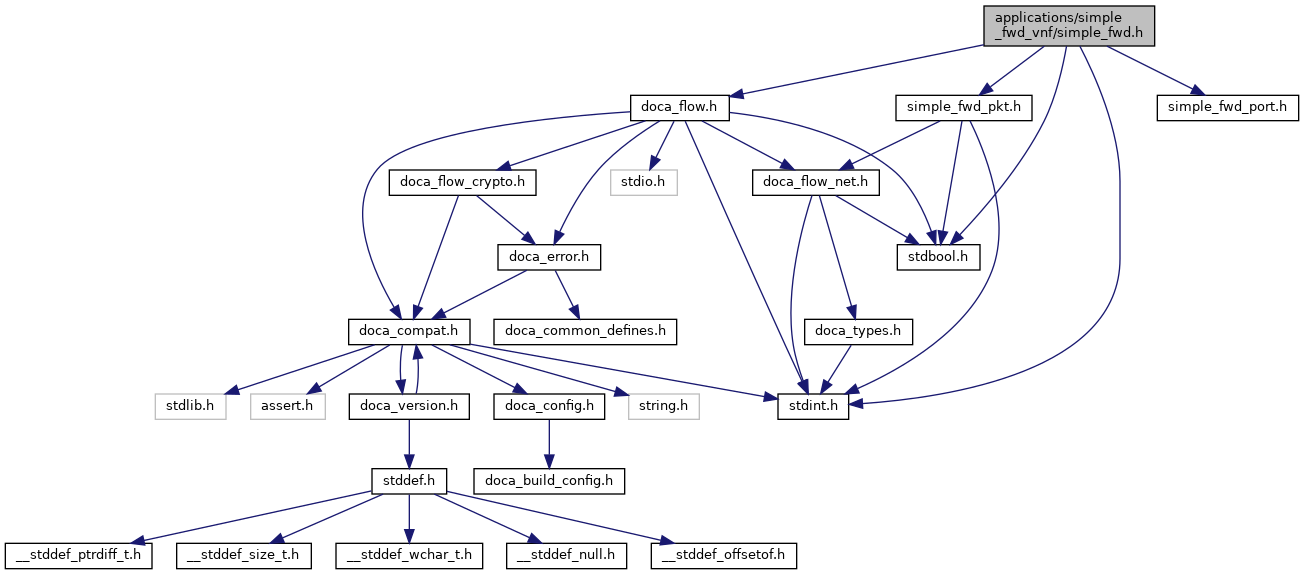 applications/simple
_fwd_vnf/simple_fwd.h
doca_flow.h
simple_fwd_pkt.h
simple_fwd_port.h
doca_flow_crypto.h
stdio.h
doca_flow_net.h
doca_error.h
stdbool.h
doca_compat.h
doca_common_defines.h
doca_types.h
stdlib.h
assert.h
doca_version.h
doca_config.h
string.h
stdint.h
stddef.h
doca_build_config.h
__stddef_ptrdiff_t.h
__stddef_size_t.h
__stddef_wchar_t.h
__stddef_null.h
__stddef_offsetof.h